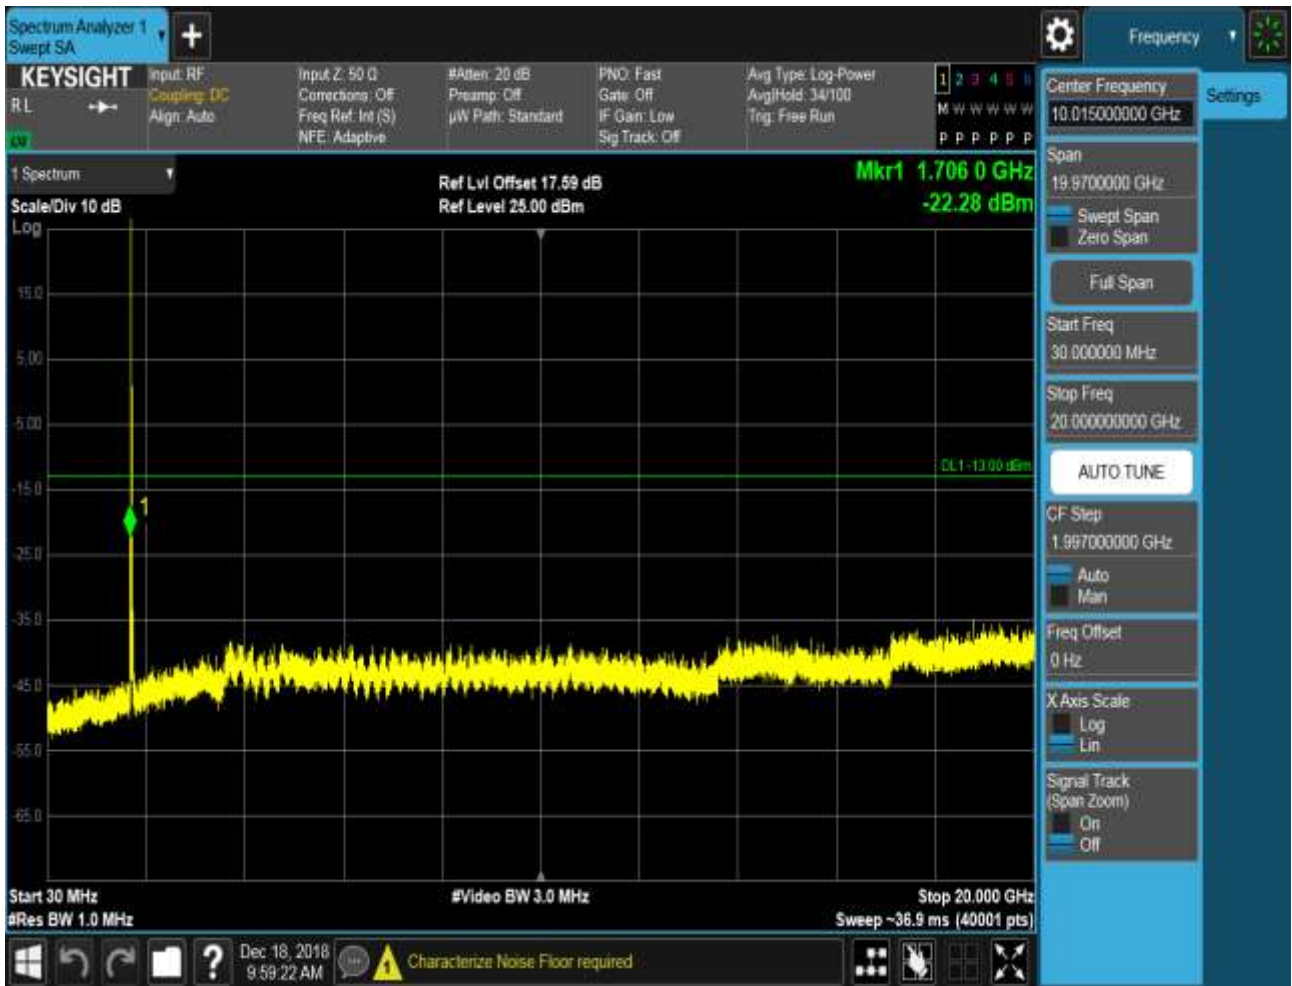 Spectrum Analyzer 1
Swept SA
Frequency
KEYSIGHT
RL
Input: RF
Coupling: DC
Align: Auto
Input Z: 50 Ω
Corrections: Off
Freq Ref: Int (S)
NFE: Adaptive
#Atten: 20 dB
Preamp: Off
µW Path: Standard
PNO: Fast
Gate: Off
IF Gain: Low
Sig Track: Off
Avg Type: Log-Power
Avg|Hold: 34/100
Trig: Free Run
1 2 3 4 5 6
M W W W W W
P P P P P P
1 Spectrum
Scale/Div 10 dB
Log
Ref Lvl Offset 17.59 dB
Ref Level 25.00 dBm
Mkr1 1.706 0 GHz
-22.28 dBm
15.0
5.00
-5.00
DL1 -13.00 dBm
-15.0
1
-25.0
-35.0
-45.0
-55.0
-65.0
Start 30 MHz
#Res BW 1.0 MHz
#Video BW 3.0 MHz
Stop 20.000 GHz
Sweep ~36.9 ms (40001 pts)
Center Frequency
10.015000000 GHz
Settings
Span
19.9700000 GHz
Swept Span
Zero Span
Full Span
Start Freq
30.000000 MHz
Stop Freq
20.000000000 GHz
AUTO TUNE
CF Step
1.997000000 GHz
Auto
Man
Freq Offset
0 Hz
X Axis Scale
Log
Lin
Signal Track
(Span Zoom)
On
Off
?
Dec 18, 2018
9:59:22 AM
1
Characterize Noise Floor required